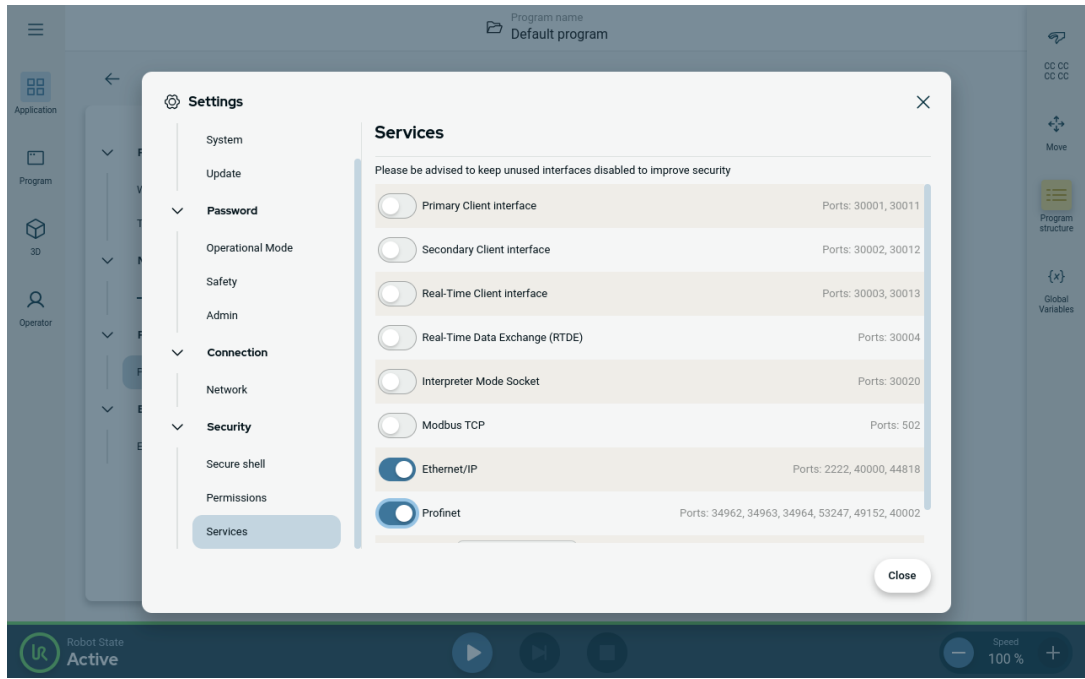 Program name
Default program
Application
Program
3D
Operator
Settings
System
Update
Password
Operational Mode
Safety
Admin
Connection
Network
Security
Secure shell
Permissions
Services
Services
Please be advised to keep unused interfaces disabled to improve security
Primary Client interface Ports: 30001, 30011
Secondary Client interface Ports: 30002, 30012
Real-Time Client interface Ports: 30003, 30013
Real-Time Data Exchange (RTDE) Ports: 30004
Interpreter Mode Socket Ports: 30020
Modbus TCP Ports: 502
Ethernet/IP Ports: 2222, 40000, 44818
Profinet Ports: 34962, 34963, 34964, 53247, 49152, 40002
Close
CC CC
CC CC
Move
Program
structure
{x}
Global
Variables
UR
Robot State
Active
Speed
100 %